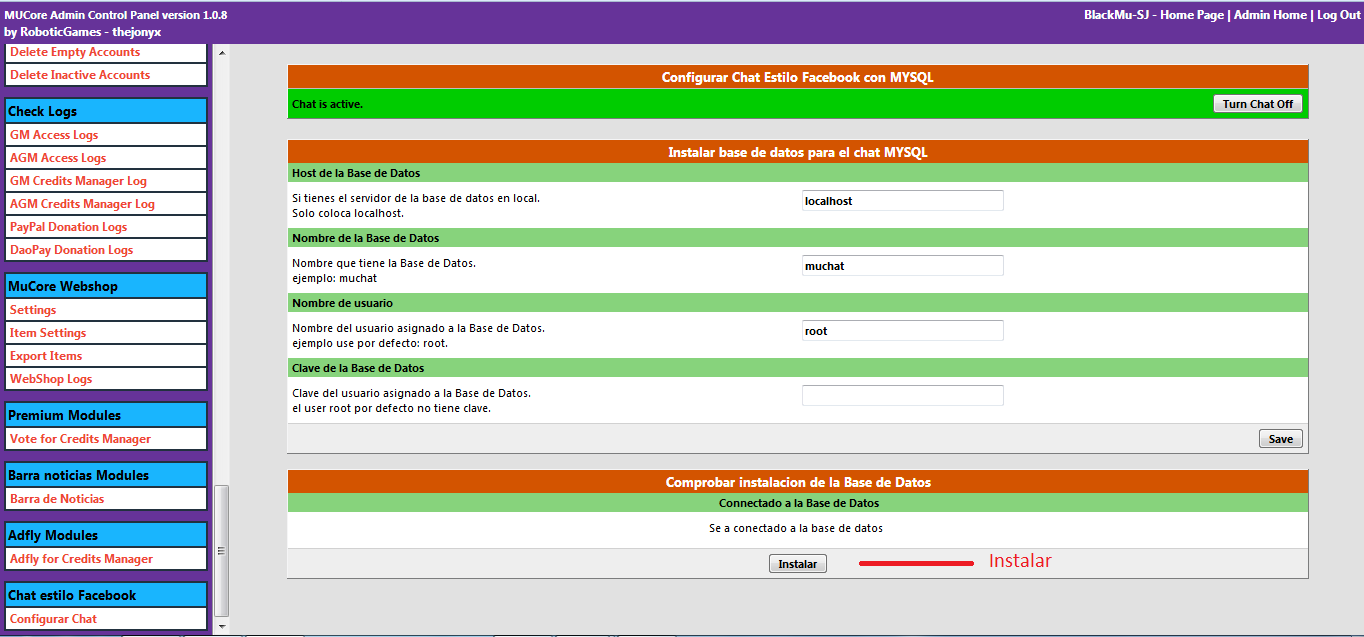 MUCore Admin Control Panel version 1.0.8
by RoboticGames - thejonyx
BlackMu-SJ - Home Page | Admin Home | Log Out
Delete Empty Accounts
Delete Inactive Accounts
Check Logs
GM Access Logs
AGM Access Logs
GM Credits Manager Log
AGM Credits Manager Log
PayPal Donation Logs
DaoPay Donation Logs
MuCore Webshop
Settings
Item Settings
Export Items
WebShop Logs
Premium Modules
Vote for Credits Manager
Barra noticias Modules
Barra de Noticias
Adfly Modules
Adfly for Credits Manager
Chat estilo Facebook
Configurar Chat
Configurar Chat Estilo Facebook con MYSQL
Chat is active.
Turn Chat Off
Instalar base de datos para el chat MYSQL
Host de la Base de Datos
Si tienes el servidor de la base de datos en local.
Solo coloca localhost.
localhost
Nombre de la Base de Datos
Nombre que tiene la Base de Datos.
ejemplo: muchat
muchat
Nombre de usuario
Nombre del usuario asignado a la Base de Datos.
ejemplo use por defecto: root.
root
Clave de la Base de Datos
Clave del usuario asignado a la Base de Datos.
el user root por defecto no tiene clave.
Save
Comprobar instalacion de la Base de Datos
Connectado a la Base de Datos
Se a conectado a la base de datos
Instalar
Instalar